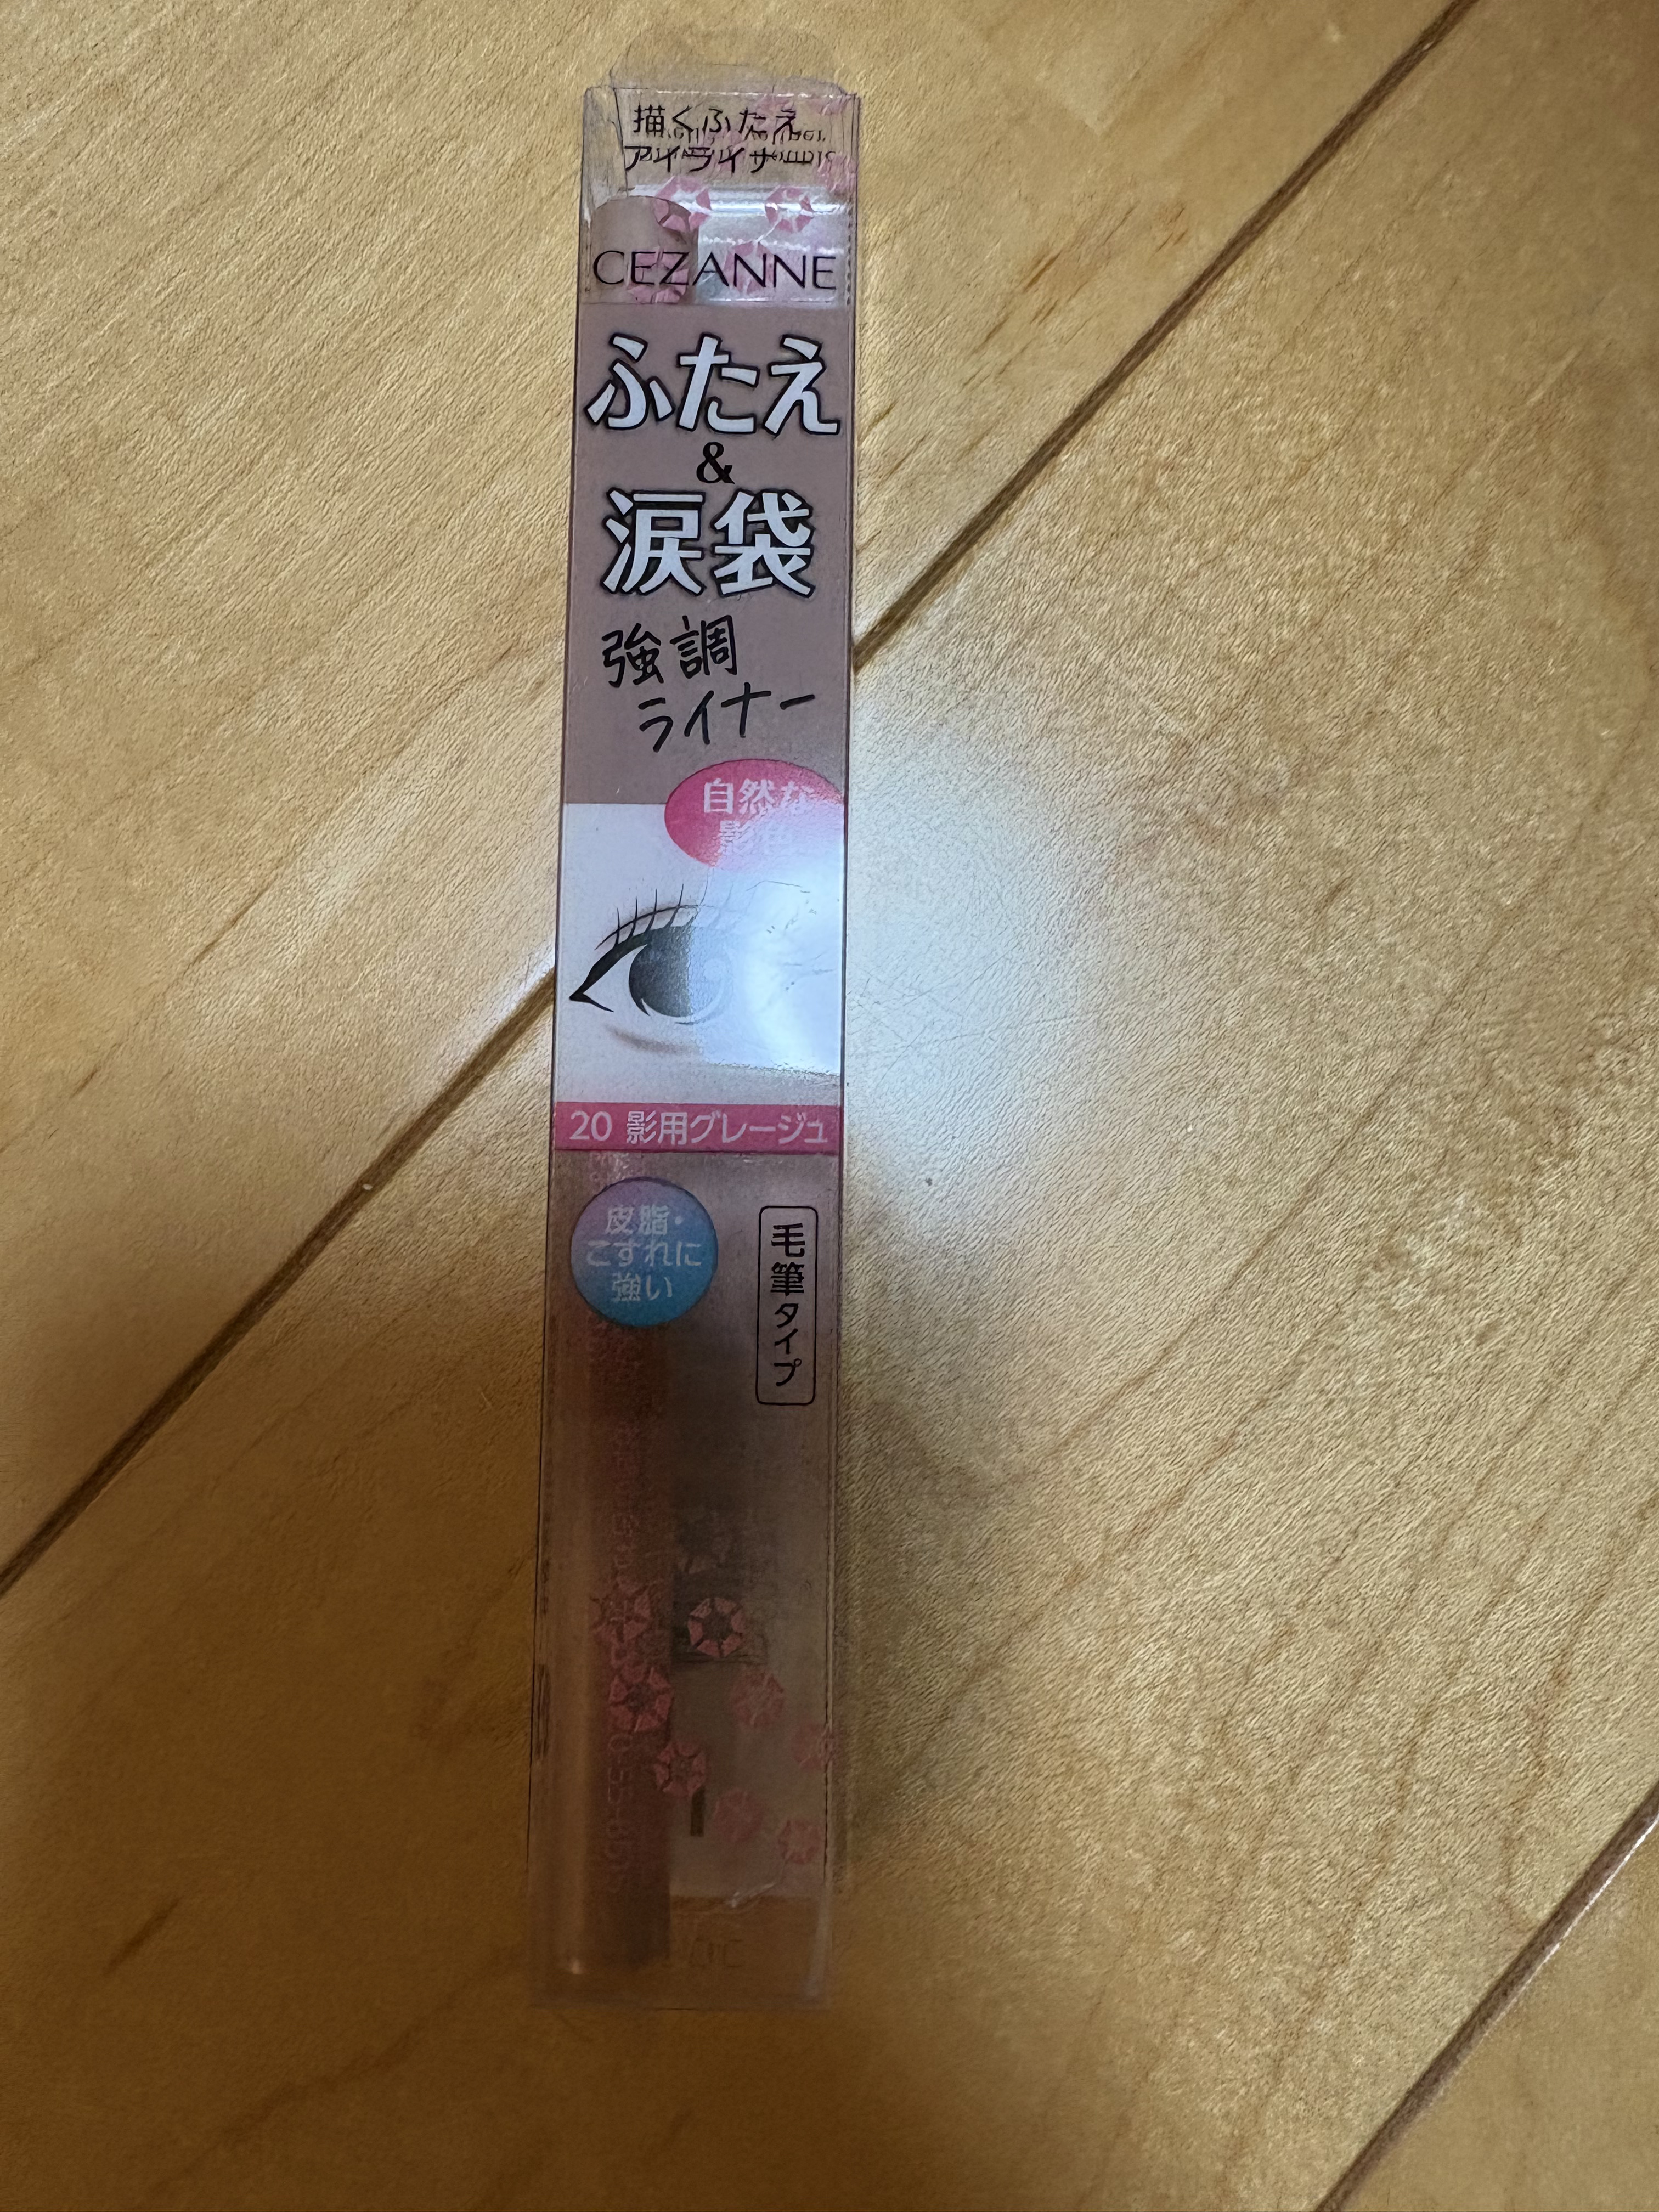 描くふたえ
アイライナー
CEZANNE
ふたえ
&
涙袋
強調
ライナー
自然な
影色
20 影用グレージュ
皮脂・
こすれに
強い
毛筆タイプ